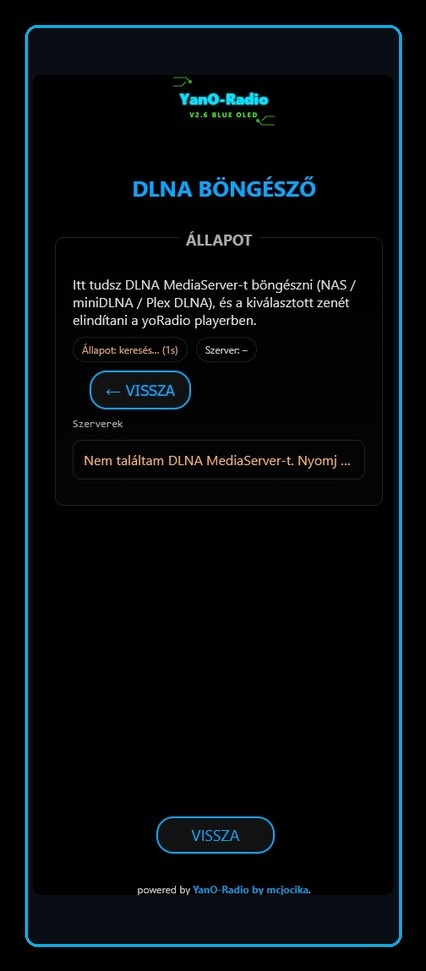 YanO-Radio
V2.6 BLUE OLED
DLNA BÖNGÉSZŐ
ÁLLAPOT
Itt tudsz DLNA MediaServer-t böngészni (NAS /
miniDLNA / Plex DLNA), és a kiválasztott zenét
elindítani a yoRadio playerben.
Állapot: keresés... (1s)
Szerver: –
← VISSZA
Szerverek
Nem találtam DLNA MediaServer-t. Nyomj ...
VISSZA
powered by YanO-Radio by mcjocika.